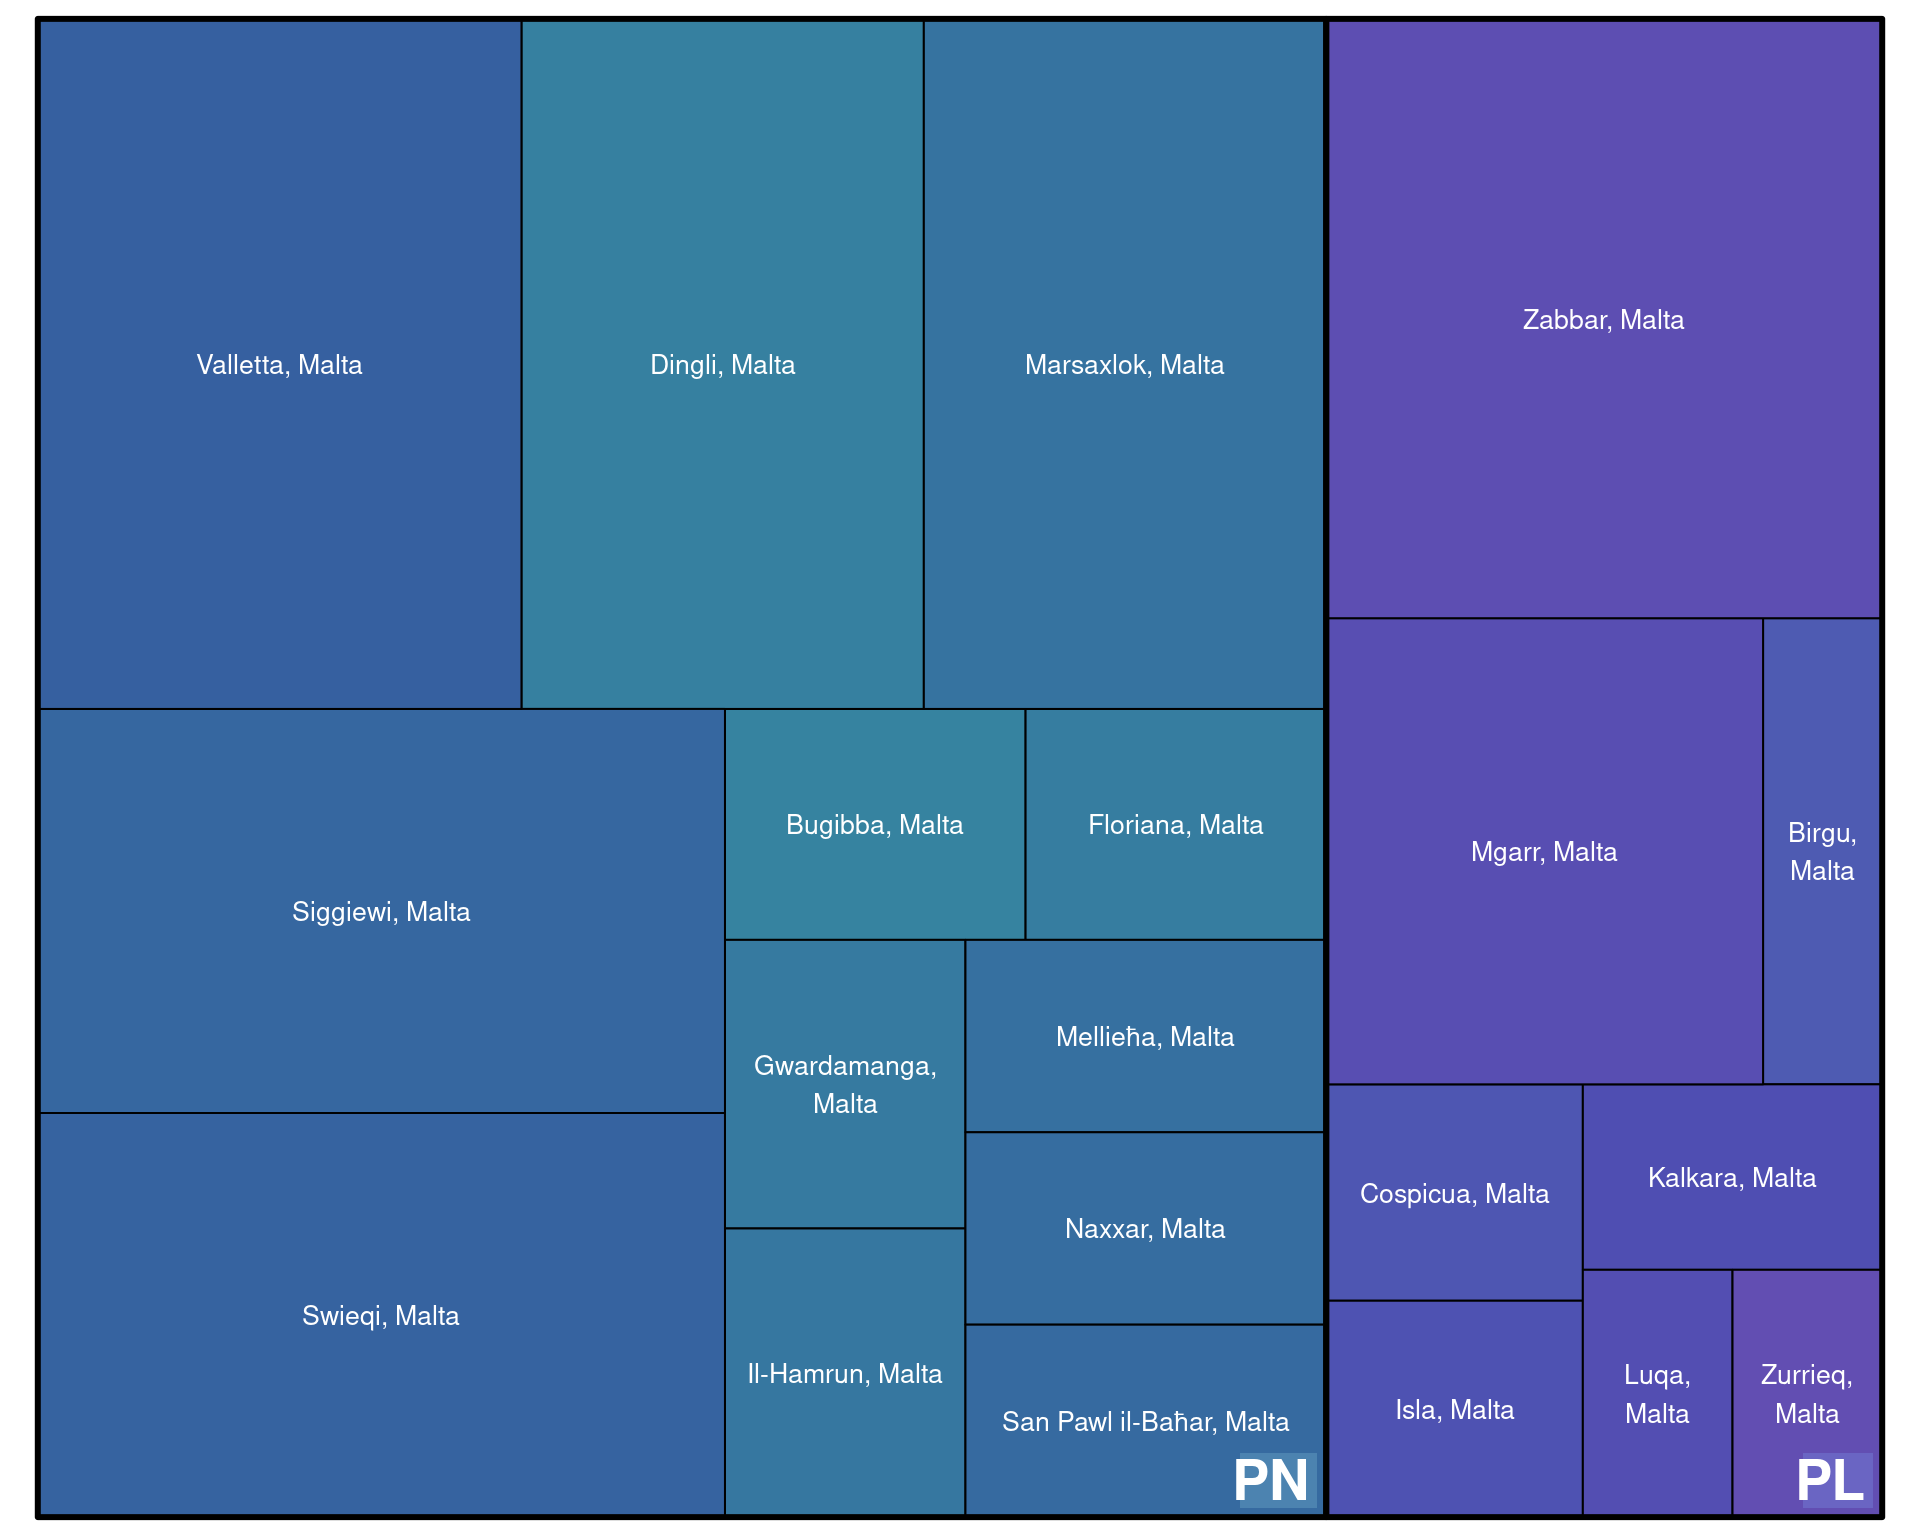 Valletta, Malta
Dingli, Malta
Marsaxlok, Malta
Zabbar, Malta
Siggiewi, Malta
Bugibba, Malta
Floriana, Malta
Mgarr, Malta
Birgu,
Malta
Gwardamanga,
Malta
Mellieħa, Malta
Swieqi, Malta
Il-Hamrun, Malta
Naxxar, Malta
San Pawl il-Baħar, Malta
Cospicua, Malta
Kalkara, Malta
Isla, Malta
Luqa,
Malta
Zurrieq,
Malta
PN
PL